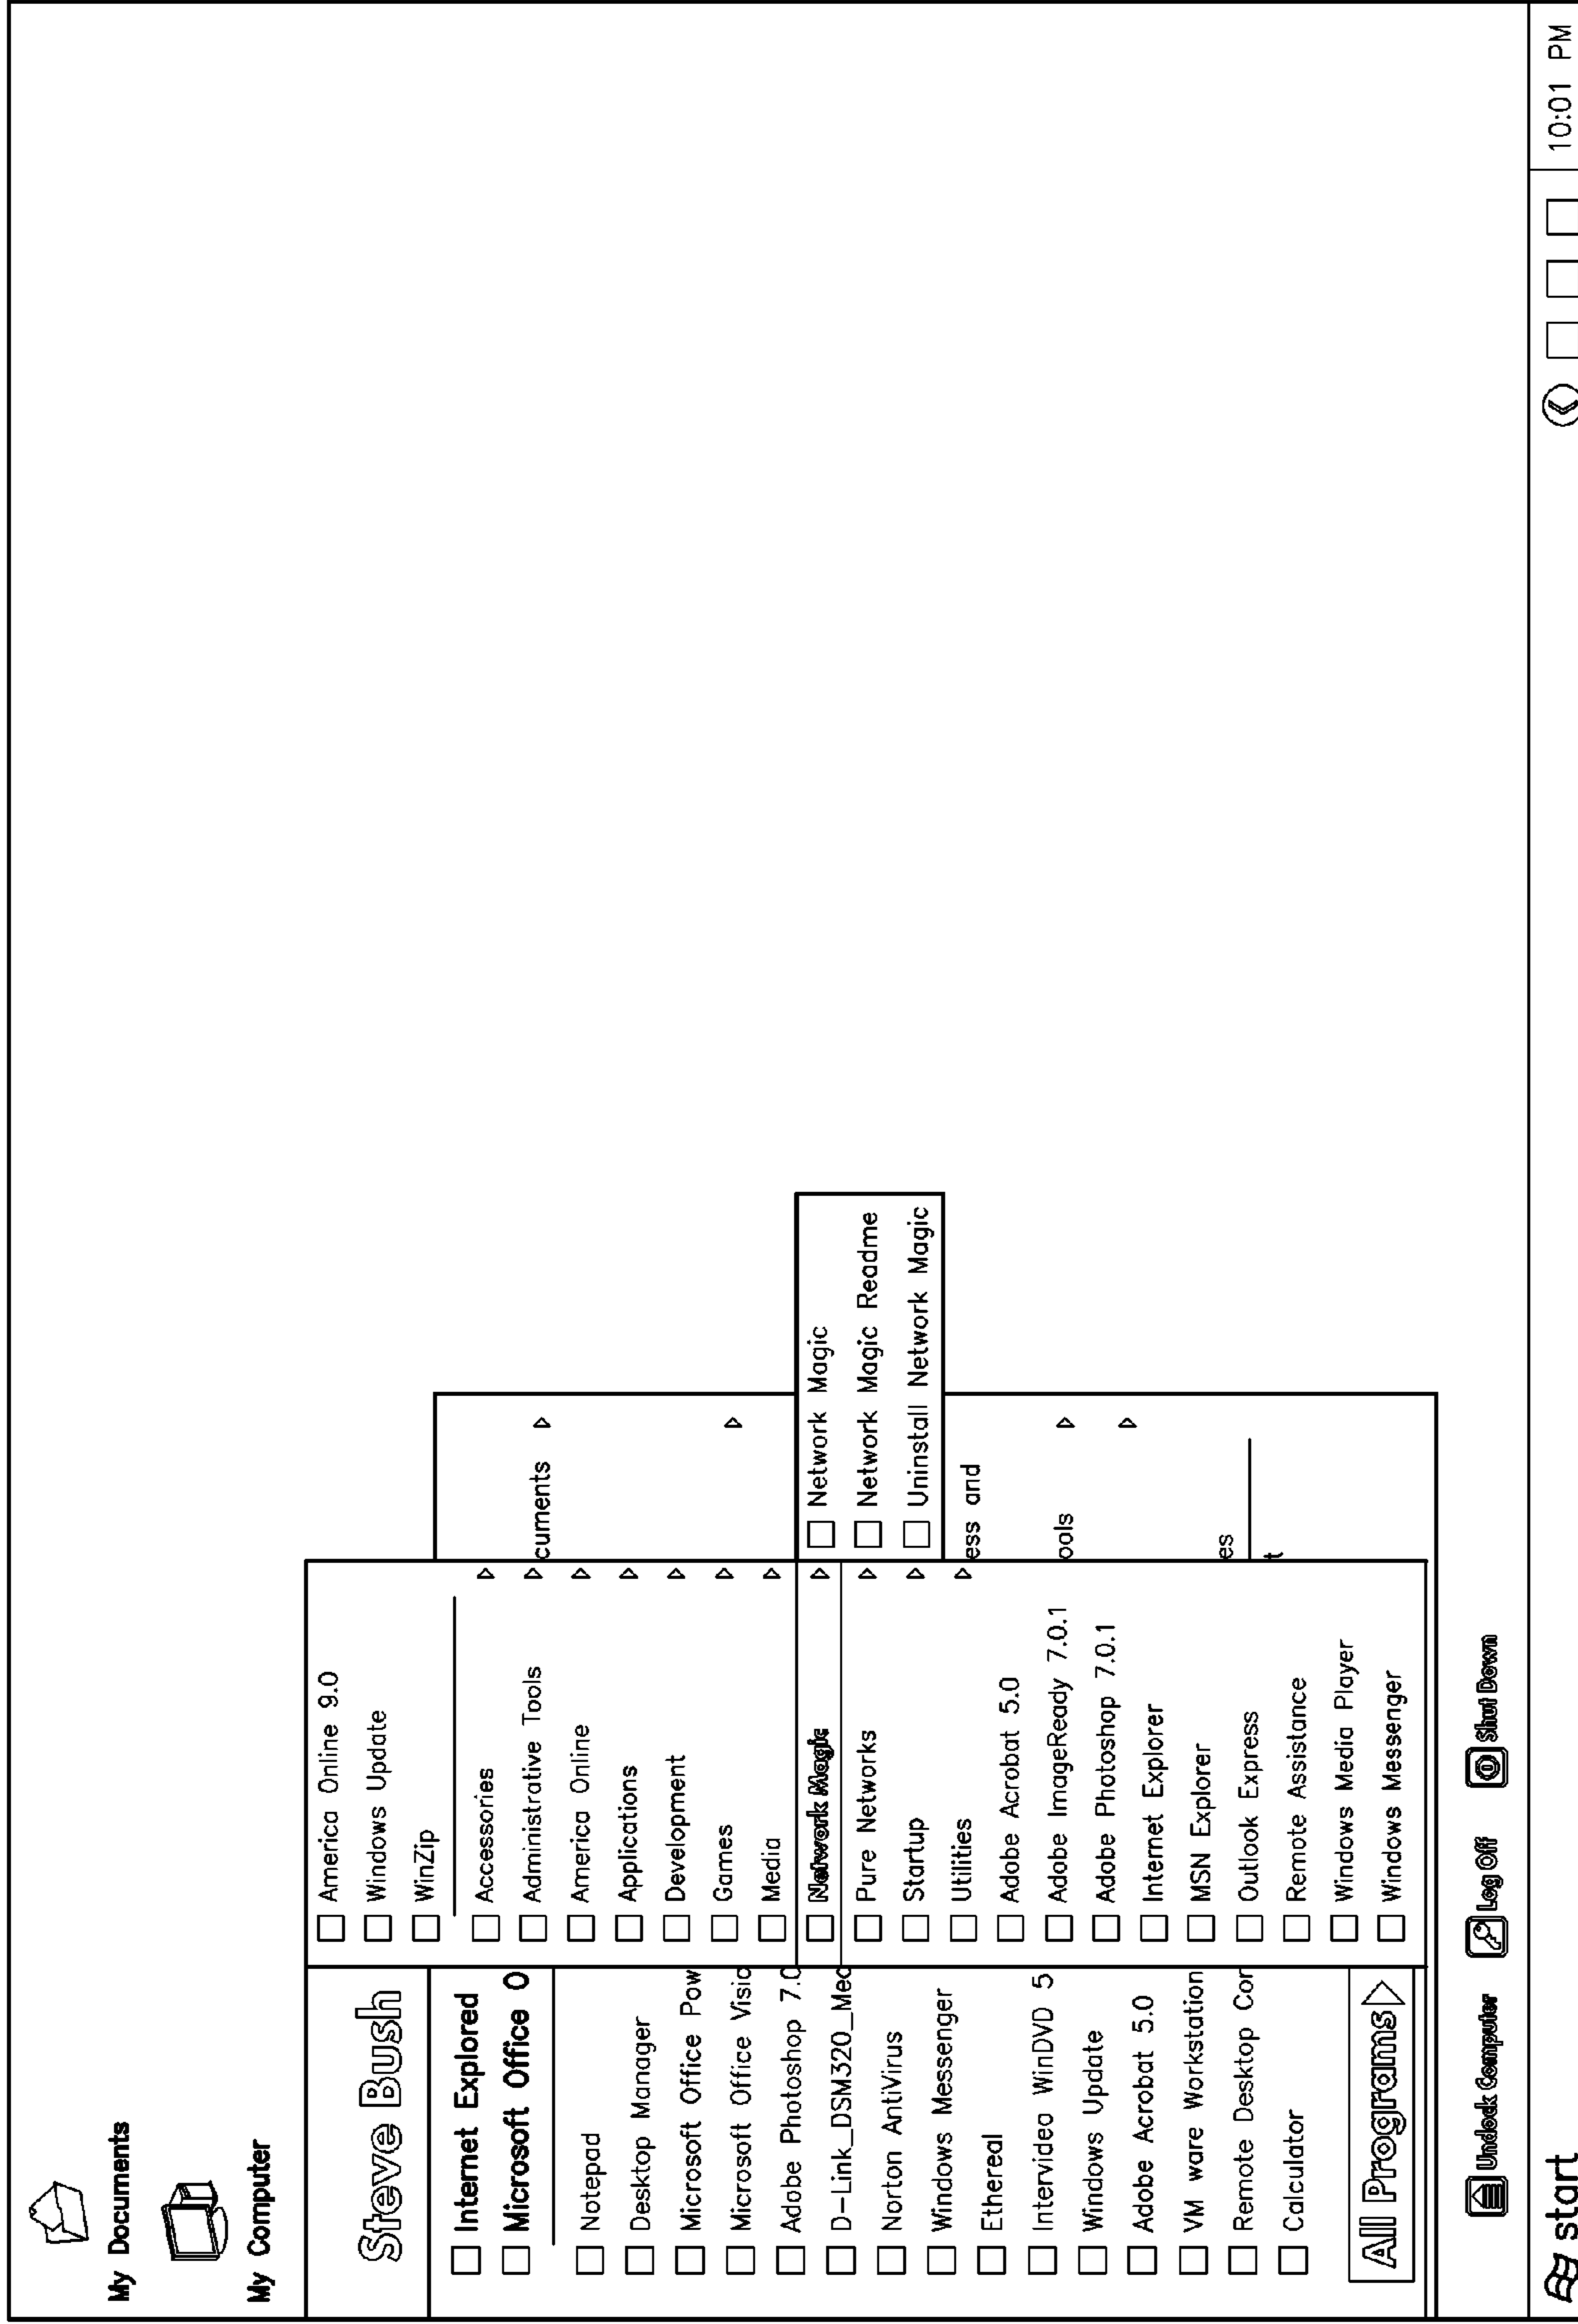 My Documents
My Computer
Steve Bush
Internet Explored
Microsoft Office O
Notepad
Desktop Manager
Microsoft Office Pow
Microsoft Office Visio
Adobe Photoshop 7.0
D-Link_DSM320_Med
Norton AntiVirus
Windows Messenger
Ethereal
Intervideo WinDVD 5
Windows Update
Adobe Acrobat 5.0
VM ware Workstation
Remote Desktop Con
Calculator
All Programs
America Online 9.0
Windows Update
WinZip
Accessories
Administrative Tools
America Online
Applications
Development
Games
Media
Network Magic
Pure Networks
Startup
Utilities
Adobe Acrobat 5.0
Adobe ImageReady 7.0.1
Adobe Photoshop 7.0.1
Internet Explorer
MSN Explorer
Outlook Express
Remote Assistance
Windows Media Player
Windows Messenger
cuments
ess and
ools
es
t
Network Magic
Network Magic Readme
Uninstall Network Magic
Undock Computer Log Off Shut Down
start 10:01 PM